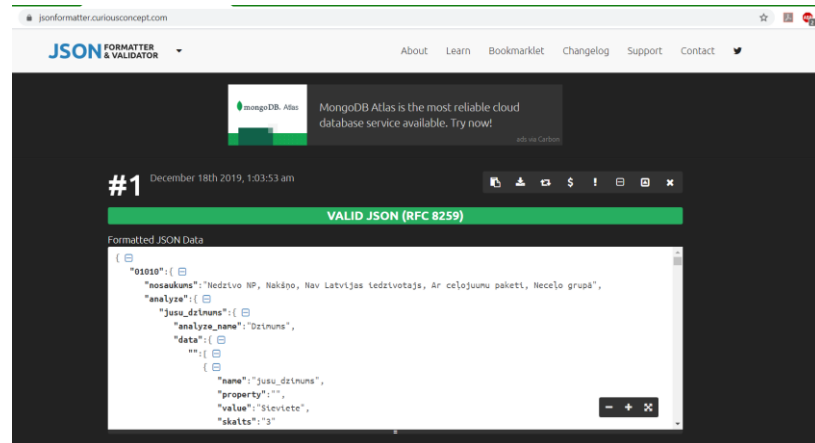 jsonformatter.curiousconcept.com
JSON FORMATTER & VALIDATOR
About Learn Bookmarklet Changelog Support Contact
mongoDB. Atlas
MongoDB Atlas is the most reliable cloud
database service available. Try now!
ads via Carbon
#1 December 18th 2019, 1:03:53 am
VALID JSON (RFC 8259)
Formatted JSON Data
{
"01010":{
"nosaukums":"Nedzivo NP, Nakšņo, Nav Latvijas iedzivotajs, Ar ceļojuumu paketi, Neceļo grupā",
"analyze":{
"jusu_dzimums":{
"analyze_name":"Dzimums",
"data":{
"":[
{
"name":"jusu_dzimums",
"property":"",
"value":"Sieviete",
"skaits":"3"